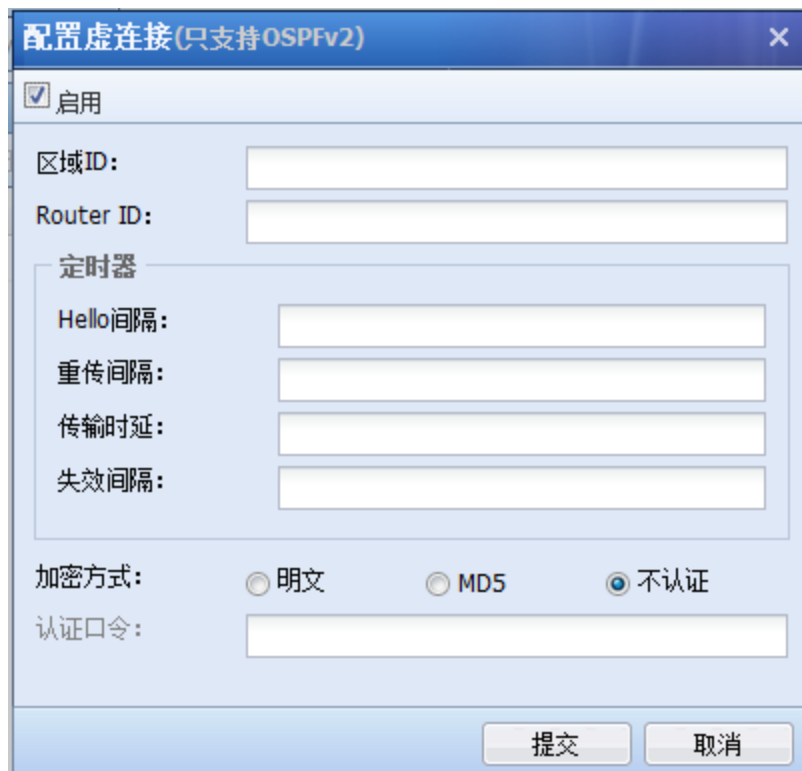 配置虚连接(只支持OSPFv2)
启用
区域ID：
Router ID：
定时器
Hello间隔：
重传间隔：
传输时延：
失效间隔：
加密方式： 明文 MD5 不认证
认证口令：
提交 取消